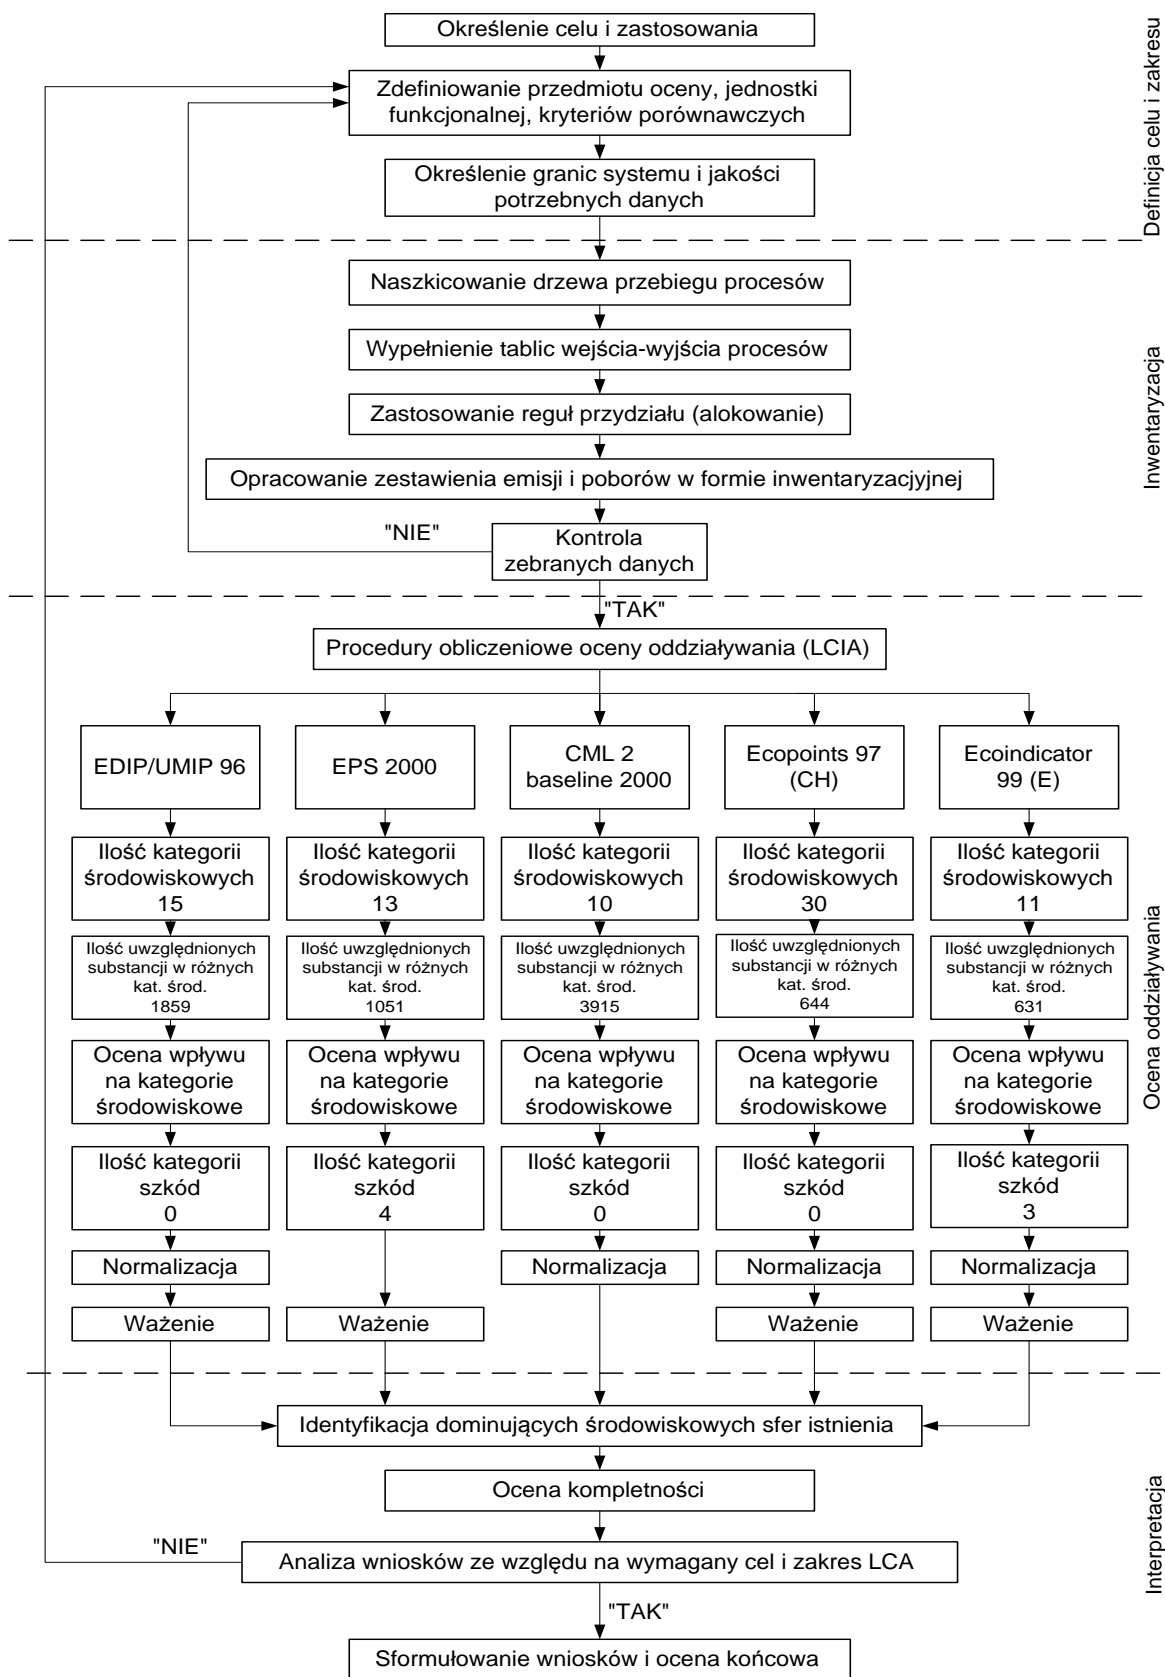 Określenie celu i zastosowania
Zdefiniowanie przedmiotu oceny, jednostki
funkcjonalnej, kryteriów porównawczych
Określenie granic systemu i jakości
potrzebnych danych
Definicja celu i zakresu
Naszkicowanie drzewa przebiegu procesów
Wypełnienie tablic wejścia-wyjścia procesów
Zastosowanie reguł przydziału (alokowanie)
Opracowanie zestawienia emisji i poborów w formie inwentaryzacjyjnej
"NIE"
Kontrola
zebranych danych
Inwentaryzacja
"TAK"
Procedury obliczeniowe oceny oddziaływania (LCIA)
EDIP/UMIP 96
EPS 2000
CML 2
baseline 2000
Ecopoints 97
(CH)
Ecoindicator
99 (E)
Ilość kategorii
środowiskowych
15
Ilość kategorii
środowiskowych
13
Ilość kategorii
środowiskowych
10
Ilość kategorii
środowiskowych
30
Ilość kategorii
środowiskowych
11
Ilość uwzględnionych
substancji w różnych
kat. środ.
1859
Ilość uwzględnionych
substancji w różnych
kat. środ.
1051
Ilość uwzględnionych
substancji w różnych
kat. środ.
3915
Ilość uwzględnionych
substancji w różnych
kat. środ.
644
Ilość uwzględnionych
substancji w różnych
kat. środ.
631
Ocena wpływu
na kategorie
środowiskowe
Ocena wpływu
na kategorie
środowiskowe
Ocena wpływu
na kategorie
środowiskowe
Ocena wpływu
na kategorie
środowiskowe
Ocena wpływu
na kategorie
środowiskowe
Ilość kategorii
szkód
0
Ilość kategorii
szkód
4
Ilość kategorii
szkód
0
Ilość kategorii
szkód
0
Ilość kategorii
szkód
3
Normalizacja
Normalizacja
Normalizacja
Normalizacja
Ważenie
Ważenie
Ważenie
Ważenie
Ocena oddziaływania
Identyfikacja dominujących środowiskowych sfer istnienia
Ocena kompletności
"NIE"
Analiza wniosków ze względu na wymagany cel i zakres LCA
"TAK"
Sformułowanie wniosków i ocena końcowa
Interpretacja